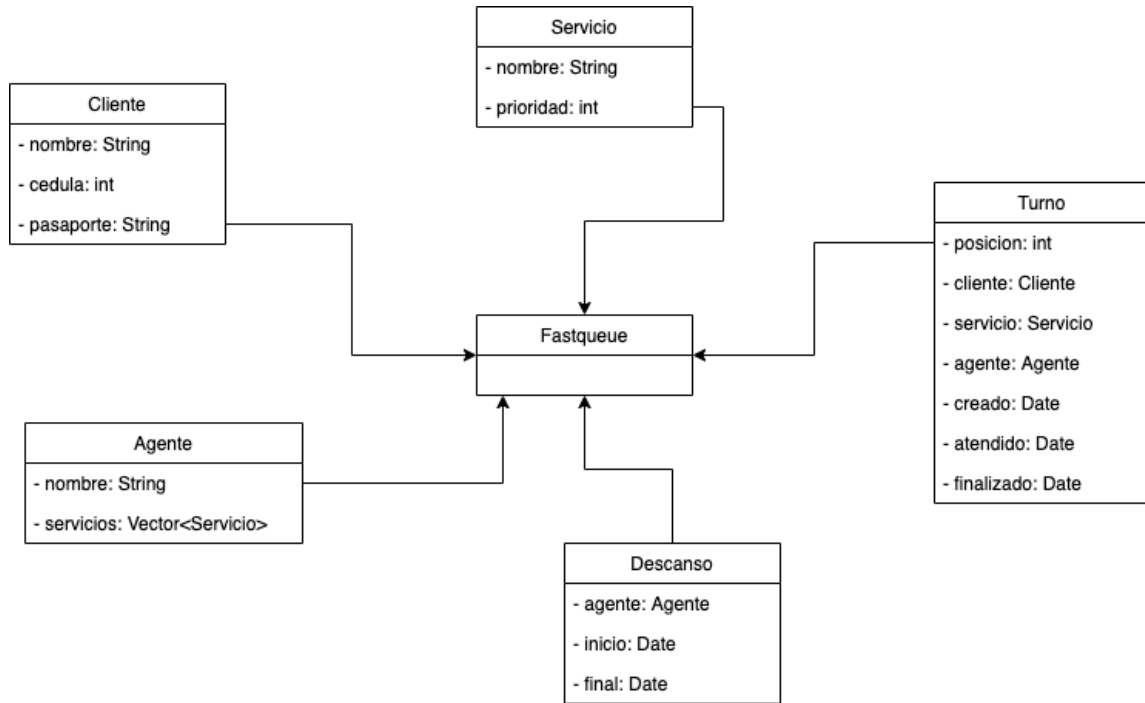 Servicio
- nombre: String
- prioridad: int
Cliente
- nombre: String
- cedula: int
- pasaporte: String
Turno
- posicion: int
- cliente: Cliente
- servicio: Servicio
- agente: Agente
- creado: Date
- atendido: Date
- finalizado: Date
Fastqueue
Agente
- nombre: String
- servicios: Vector<Servicio>
Descanso
- agente: Agente
- inicio: Date
- final: Date